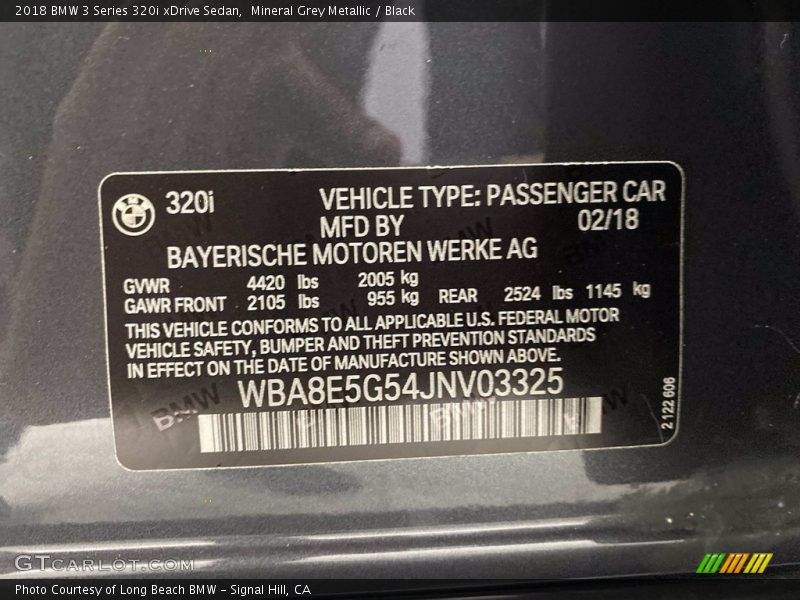 2018 BMW 3 Series 320i xDrive Sedan,  Mineral Grey Metallic / Black
320i
VEHICLE TYPE: PASSENGER CAR
MFD BY 02/18
BAYERISCHE MOTOREN WERKE AG
GVWR 4420 lbs 2005 kg
GAWR FRONT 2105 lbs 955 kg REAR 2524 lbs 1145 kg
THIS VEHICLE CONFORMS TO ALL APPLICABLE U.S. FEDERAL MOTOR
VEHICLE SAFETY, BUMPER AND THEFT PREVENTION STANDARDS
IN EFFECT ON THE DATE OF MANUFACTURE SHOWN ABOVE.
WBA8E5G54JNV03325
2 122 606
GTCARLOT.COM
Photo Courtesy of Long Beach BMW – Signal Hill, CA